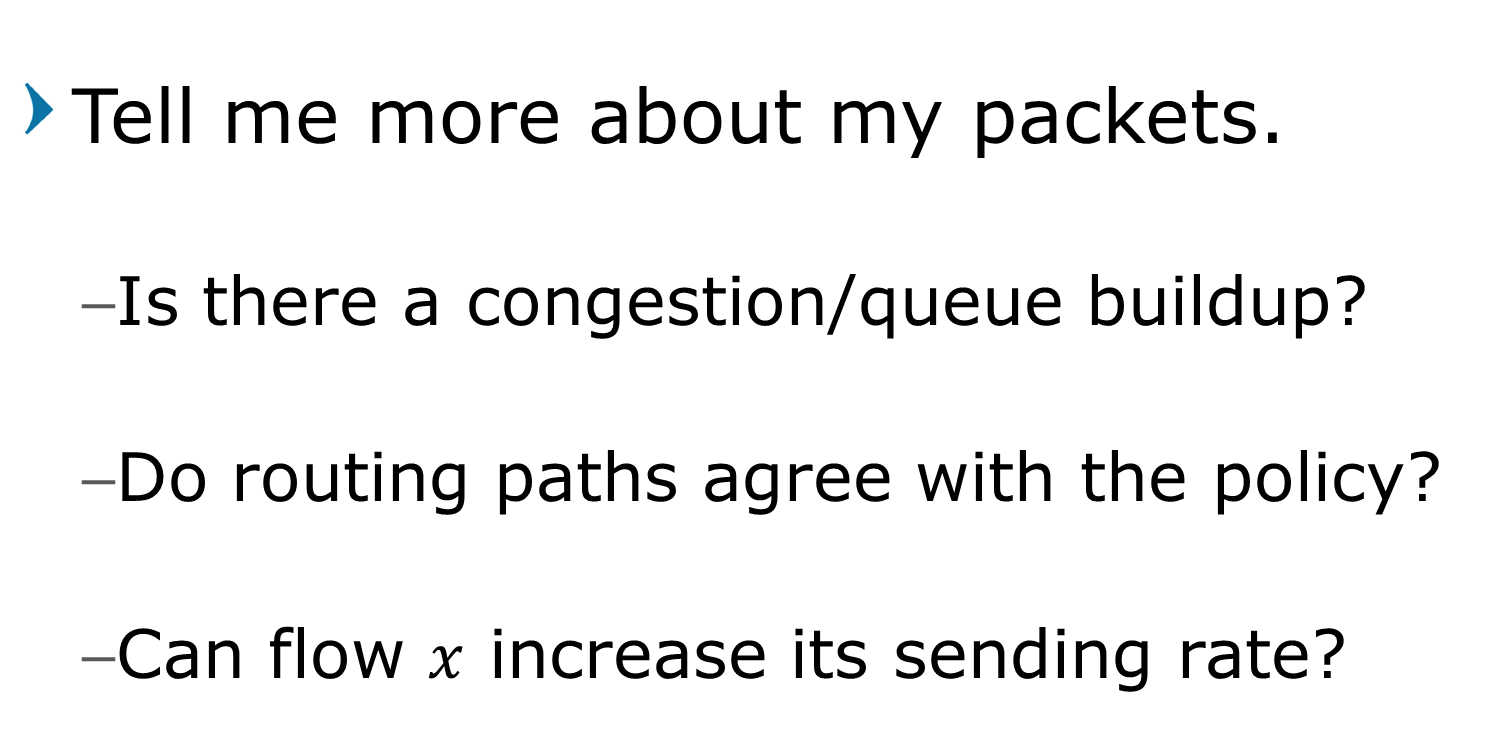 Tell me more about my packets.
–Is there a congestion/queue buildup?
–Do routing paths agree with the policy?
–Can flow 𝑥 increase its sending rate?